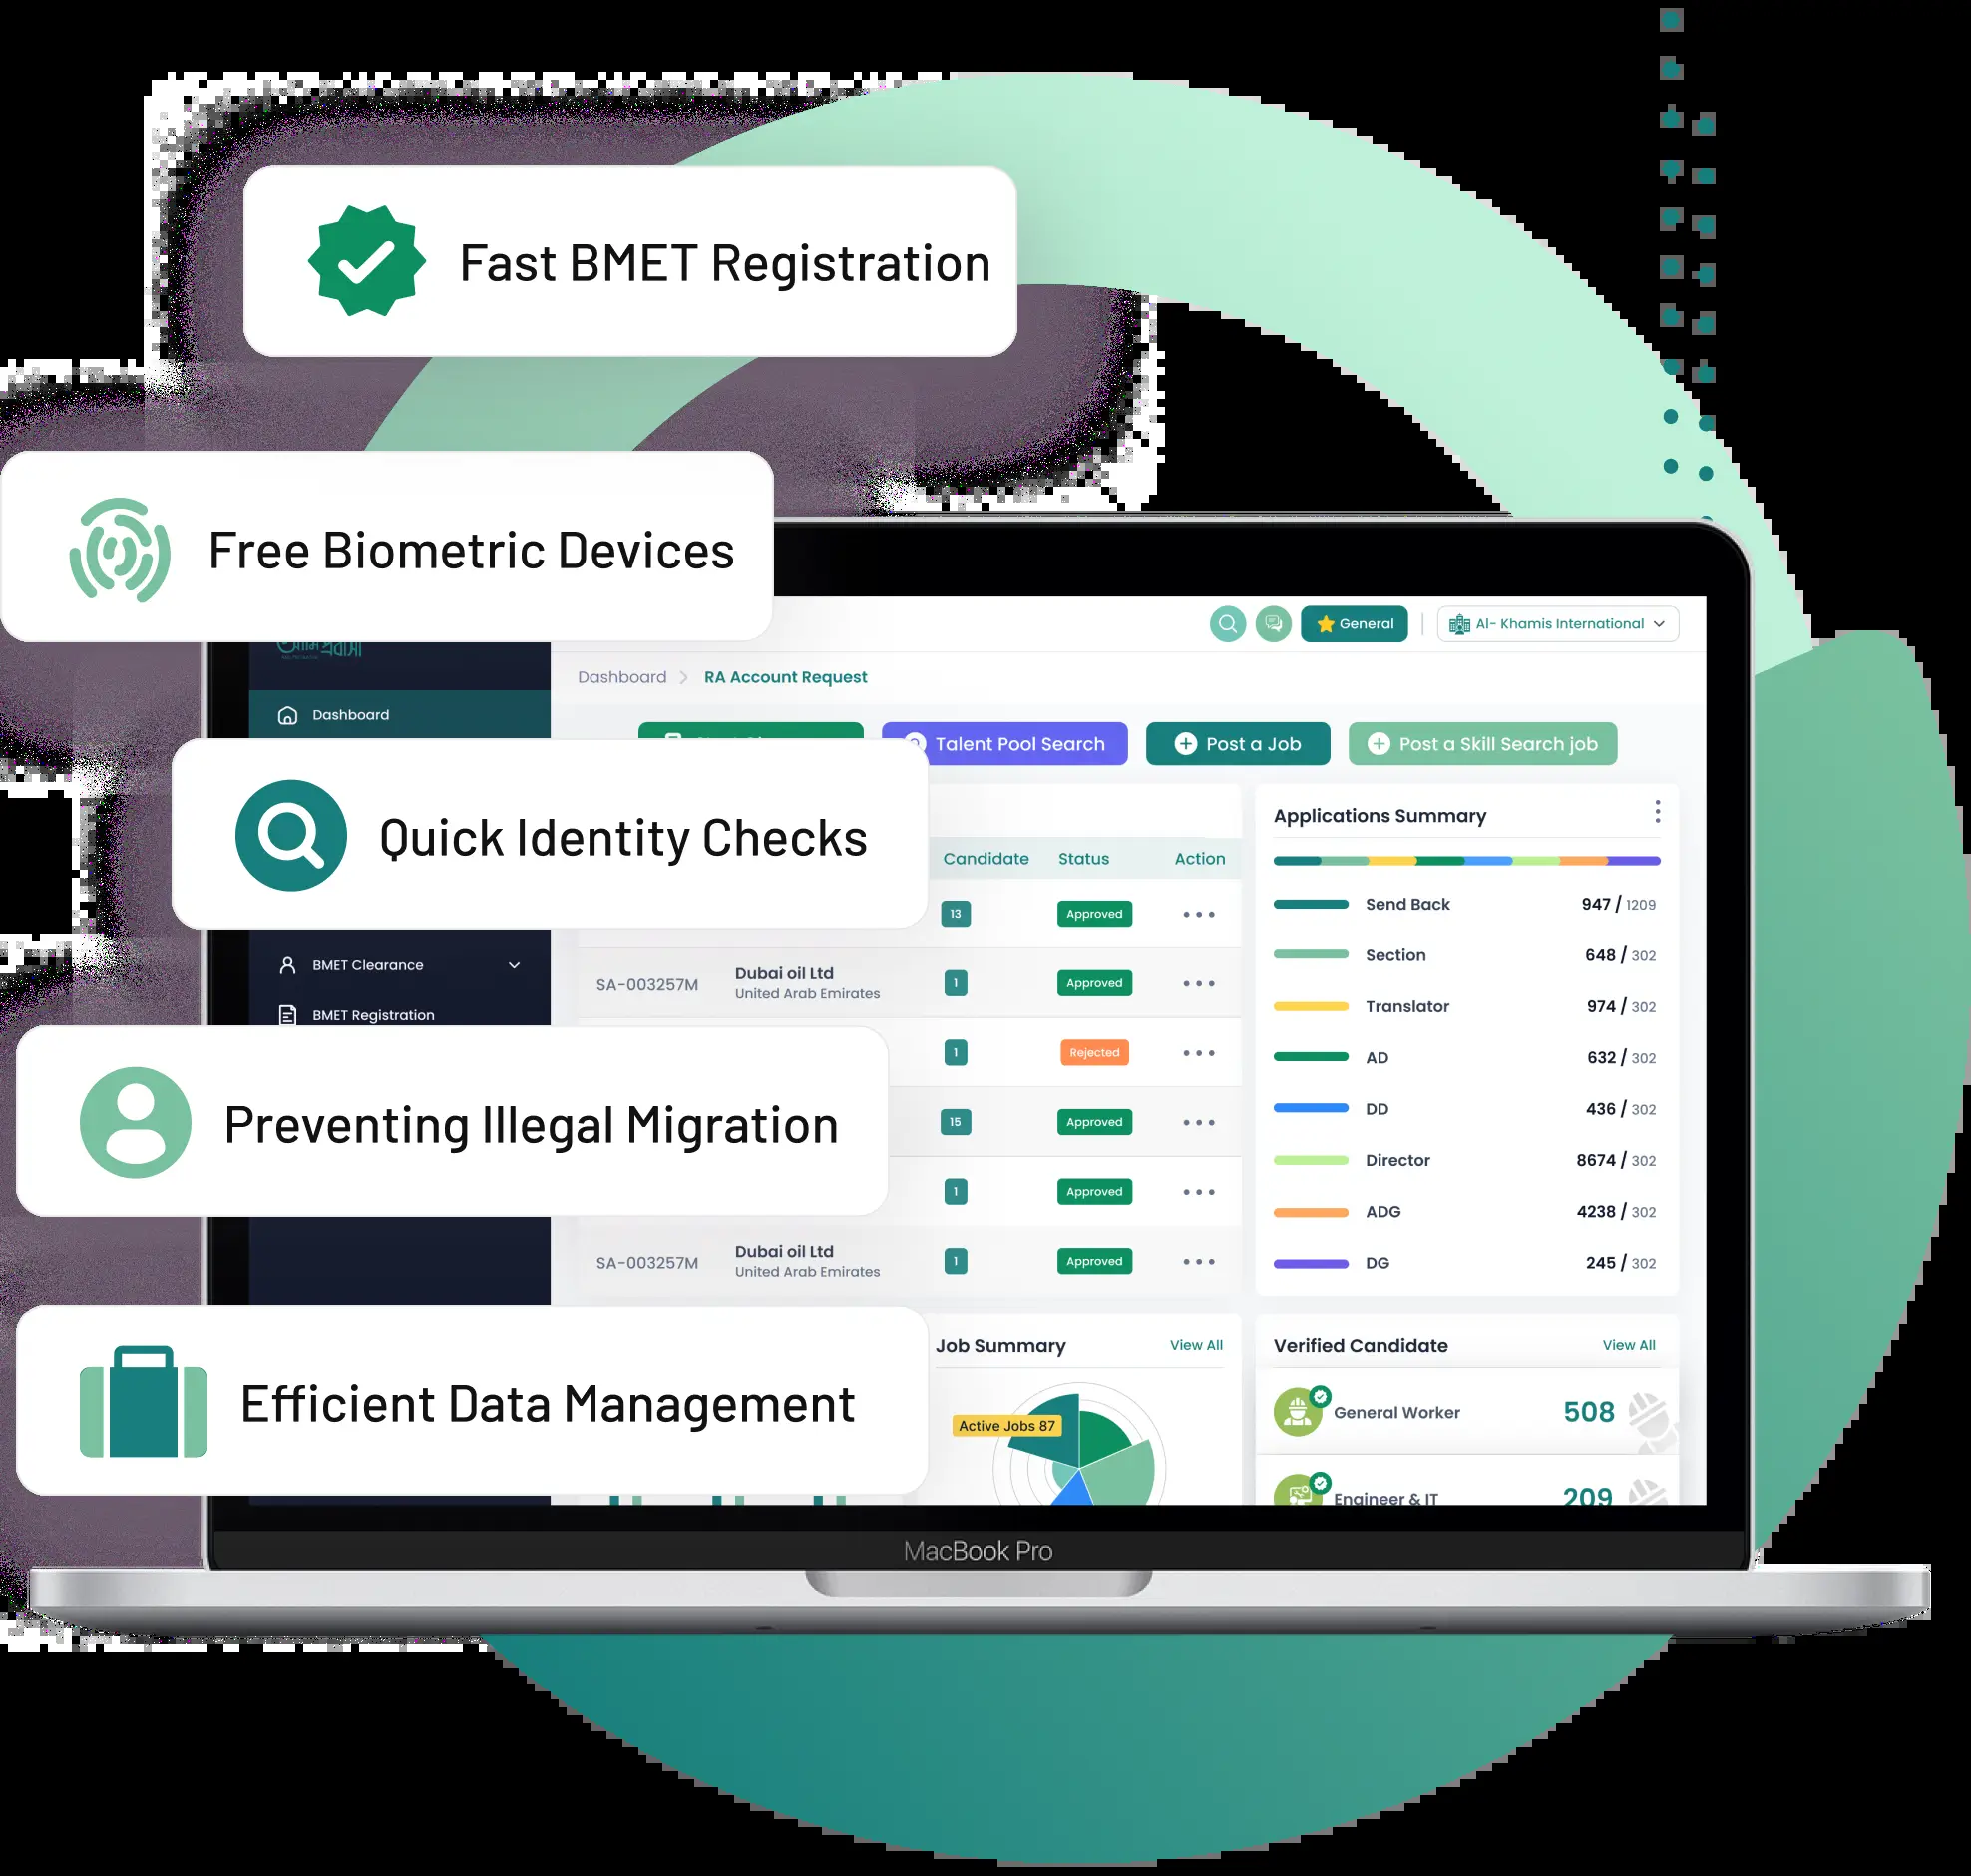 Fast BMET Registration
Free Biometric Devices
General
Al- Khamis International
Dashboard
RA Account Request
Dashboard
Talent Pool Search
Post a Job
Post a Skill Search job
Quick Identity Checks
Applications Summary
Candidate Status Action
13 Approved
Send Back 947 / 1209
BMET Clearance
Section 648 / 302
SA-003257M Dubai oil Ltd 1 Approved
United Arab Emirates
Translator 974 / 302
BMET Registration
1 Rejected
AD 632 / 302
Preventing Illegal Migration
15 Approved
DD 436 / 302
Director 8674 / 302
1 Approved
ADG 4238 / 302
SA-003257M Dubai oil Ltd 1 Approved
United Arab Emirates
DG 245 / 302
Efficient Data Management
Job Summary View All
Active Jobs 87
Verified Candidate View All
General Worker 508
Engineer & IT 209
MacBook Pro